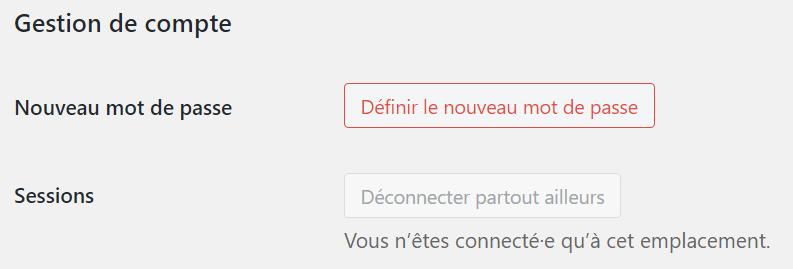 Gestion de compte
Nouveau mot de passe
Définir le nouveau mot de passe
Sessions
Déconnecter partout ailleurs
Vous n’êtes connecté·e qu’à cet emplacement.